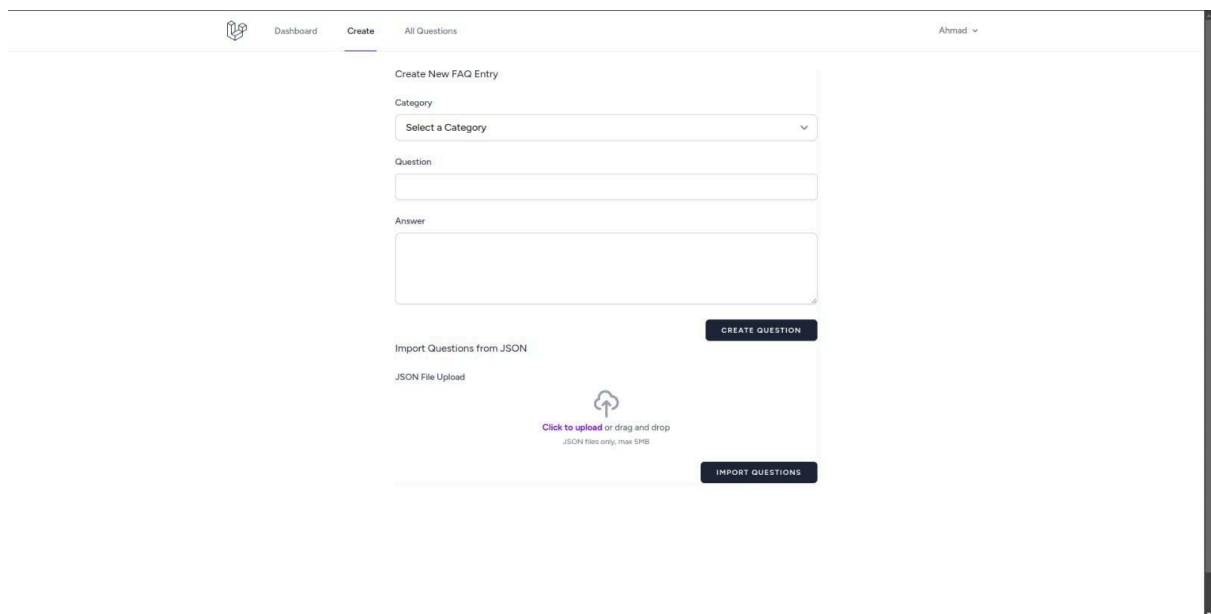 Dashboard Create All Questions Ahmad
Create New FAQ Entry
Category
Select a Category
Question
Answer
CREATE QUESTION
Import Questions from JSON
JSON File Upload
Click to upload or drag and drop
JSON files only, max 5MB
IMPORT QUESTIONS